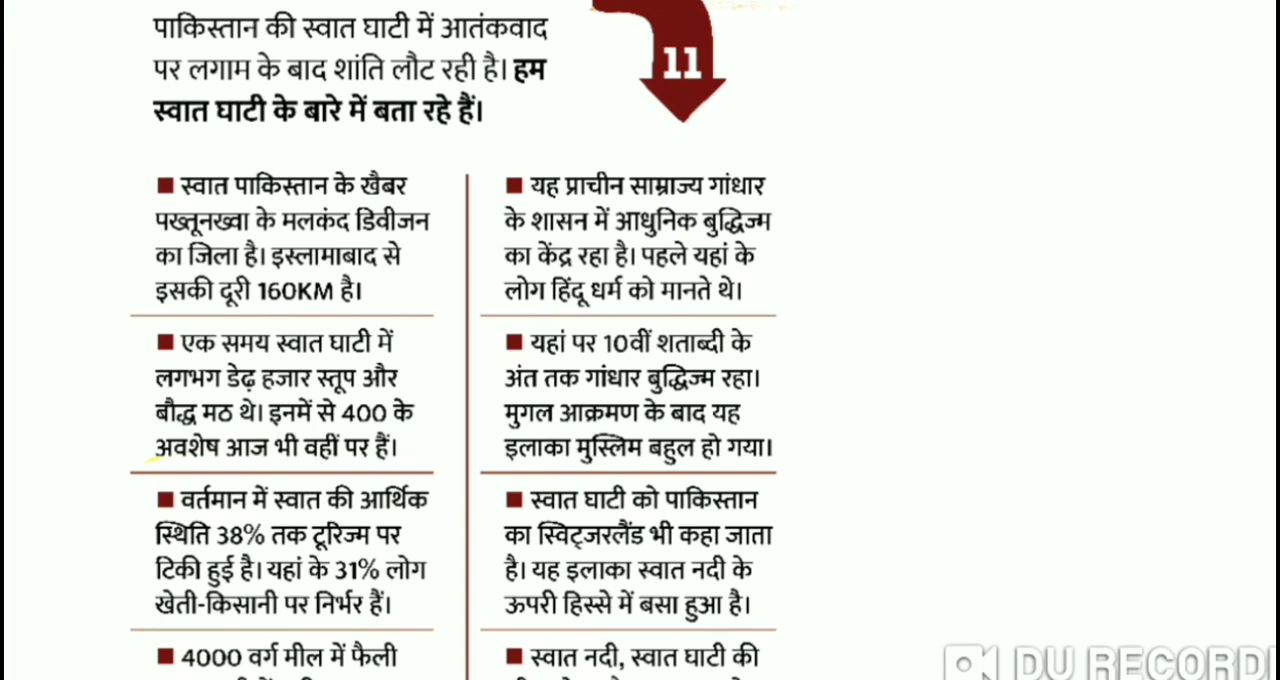 पाकिस्तान की स्वात घाटी में आतंकवाद
पर लगाम के बाद शांति लौट रही है। हम
स्वात घाटी के बारे में बता रहे हैं।
11
■ स्वात पाकिस्तान के खैबर
पख्तूनख्वा के मलकंद डिवीजन
का जिला है। इस्लामाबाद से
इसकी दूरी 160KM है।
■ एक समय स्वात घाटी में
लगभग डेढ़ हजार स्तूप और
बौद्ध मठ थे। इनमें से 400 के
अवशेष आज भी वहीं पर हैं।
■ वर्तमान में स्वात की आर्थिक
स्थिति 38% तक टूरिज्म पर
टिकी हुई है। यहां के 31% लोग
खेती-किसानी पर निर्भर हैं।
■ 4000 वर्ग मील में फैली
■ यह प्राचीन साम्राज्य गांधार
के शासन में आधुनिक बुद्धिज्म
का केंद्र रहा है। पहले यहां के
लोग हिंदू धर्म को मानते थे।
■ यहां पर 10वीं शताब्दी के
अंत तक गांधार बुद्धिज्म रहा।
मुगल आक्रमण के बाद यह
इलाका मुस्लिम बहुल हो गया।
■ स्वात घाटी को पाकिस्तान
का स्विट्जरलैंड भी कहा जाता
है। यह इलाका स्वात नदी के
ऊपरी हिस्से में बसा हुआ है।
■ स्वात नदी, स्वात घाटी की
DU RECORD